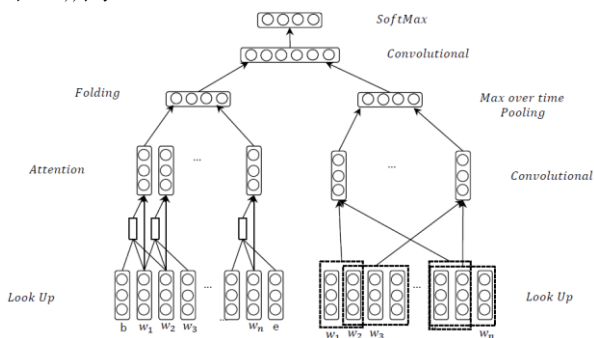 SoftMax
Convolutional
Folding
Max over time
Pooling
...
...
Attention
Convolutional
Look Up
...
...
...
Look Up
b w₁ w₂ w₃ wₙ e
w₁ w₂ w₃ wₙ